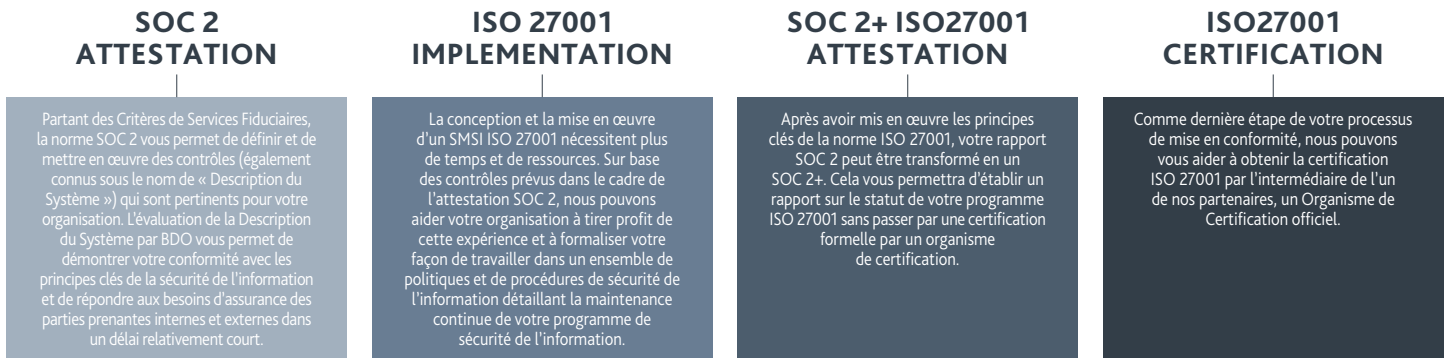 SOC 2
ATTESTATION
Partant des Critères de Services Fiduciaires,
la norme SOC 2 vous permet de définir et de
mettre en œuvre des contrôles (également
connus sous le nom de « Description du
Système ») qui sont pertinents pour votre
organisation. L'évaluation de la Description
du Système par BDO vous permet de
démontrer votre conformité avec les
principes clés de la sécurité de l'information
et de répondre aux besoins d'assurance des
parties prenantes internes et externes dans
un délai relativement court.
ISO 27001
IMPLEMENTATION
La conception et la mise en œuvre
d'un SMSI ISO 27001 nécessitent plus
de temps et de ressources. Sur base
des contrôles prévus dans le cadre de
l'attestation SOC 2, nous pouvons
aider votre organisation à tirer profit de
cette expérience et à formaliser votre
façon de travailler dans un ensemble de
politiques et de procédures de sécurité de
l'information détaillant la maintenance
continue de votre programme de
sécurité de l'information.
SOC 2+ ISO27001
ATTESTATION
Après avoir mis en œuvre les principes
clés de la norme ISO 27001, votre rapport
SOC 2 peut être transformé en un
SOC 2+. Cela vous permettra d'établir un
rapport sur le statut de votre programme
ISO 27001 sans passer par une certification
formelle par un organisme
de certification.
ISO27001
CERTIFICATION
Comme dernière étape de votre processus
de mise en conformité, nous pouvons
vous aider à obtenir la certification
ISO 27001 par l'intermédiaire de l'un
de nos partenaires, un Organisme de
Certification officiel.